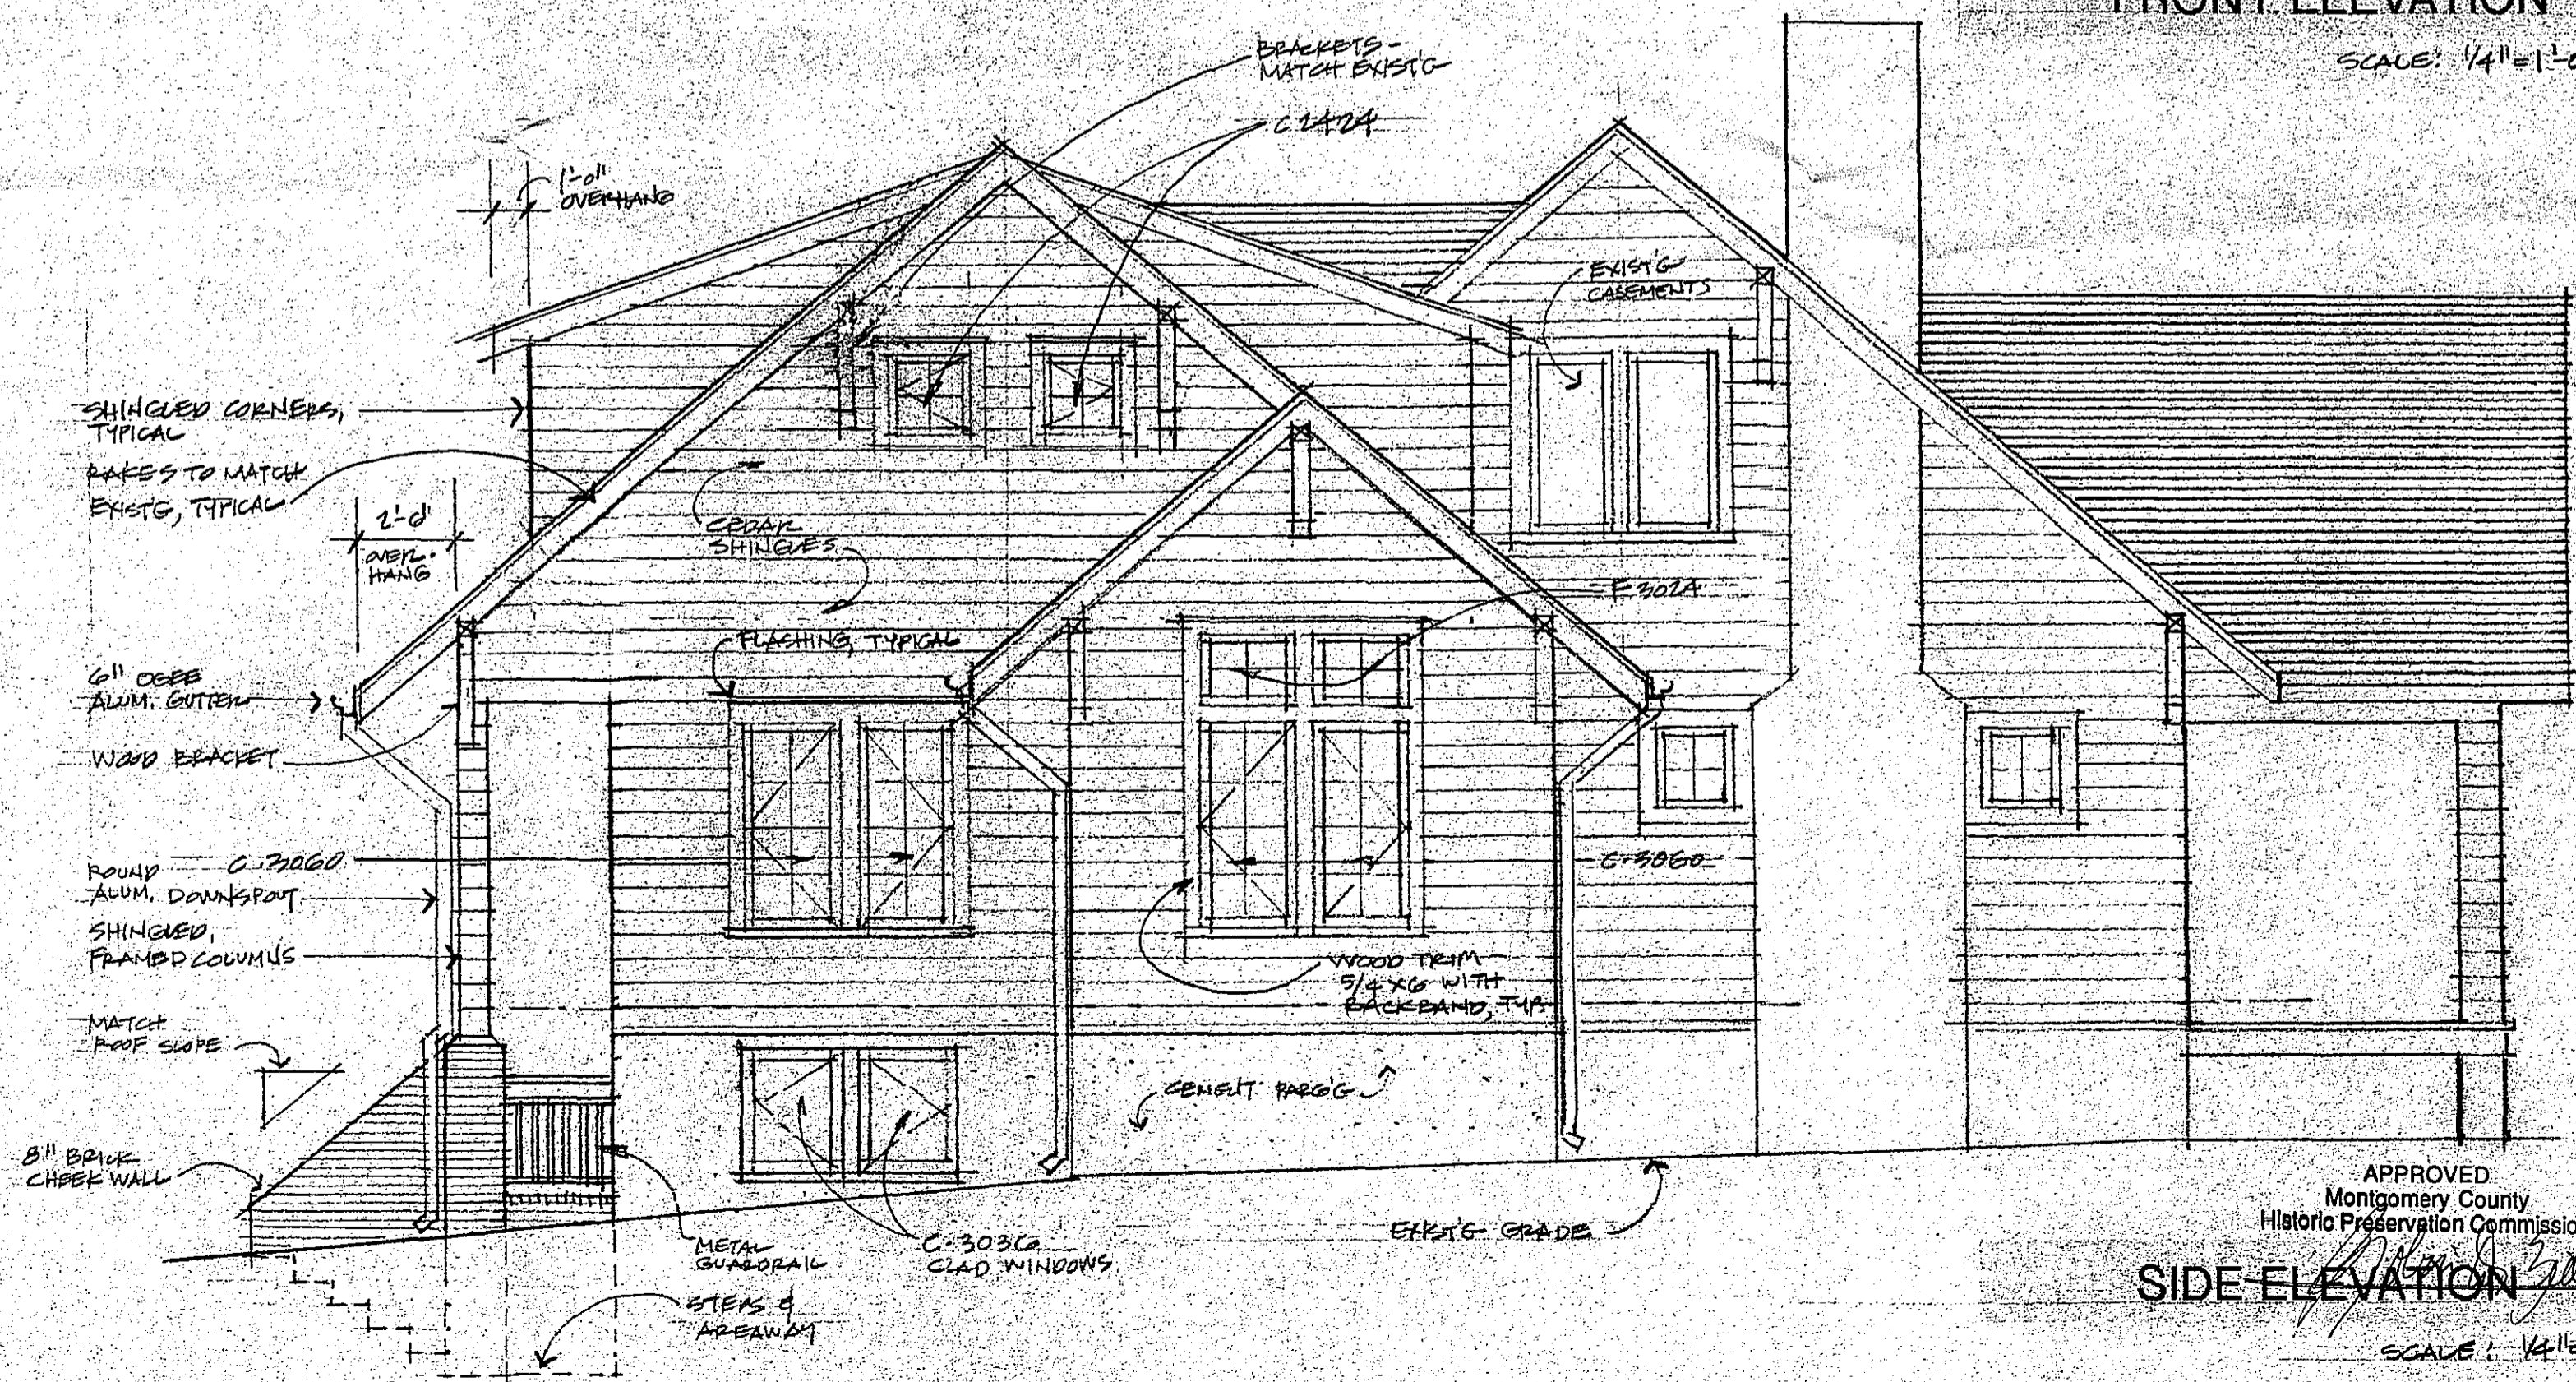 FRONT ELEVATION
SCALE: 1/4"=1'-0
BRACKETS -
MATCH EXIST'G
C 2424
1'-0"
OVERHANG
EXIST'G
CASEMENTS
SHINGLED CORNERS,
TYPICAL
RAKES TO MATCH
EXIST'G, TYPICAL
2'-6"
OVER-
HANG
CEDAR
SHINGLES
F 3024
FLASHING, TYPICAL
6" OGEE
ALUM. GUTTER
WOOD BRACKET
C-3060
ROUND
ALUM. DOWNSPOUT
C-3060
SHINGLED,
FRAMED COLUMNS
WOOD TRIM
5/4 X6 WITH
BACKBAND, TYP.
MATCH
ROOF SLOPE
CEMENT PARG'G
8" BRICK
CHEEK WALL
METAL
GUARDRAIL
C-3036
CLAD WINDOWS
EXIST'G GRADE
STEPS &
AREAWAY
APPROVED
Montgomery County
Historic Preservation Commissio
SIDE ELEVATION
SCALE: 1/4"=